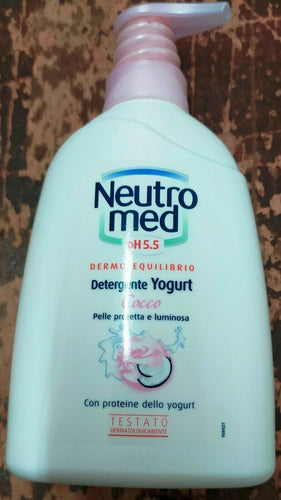 Neutro
med
pH 5.5
DERMO EQUILIBRIO
Detergente Yogurt
Cocco
Pelle protetta e luminosa
Con proteine dello yogurt
TESTATO
DERMATOLOGICAMENTE